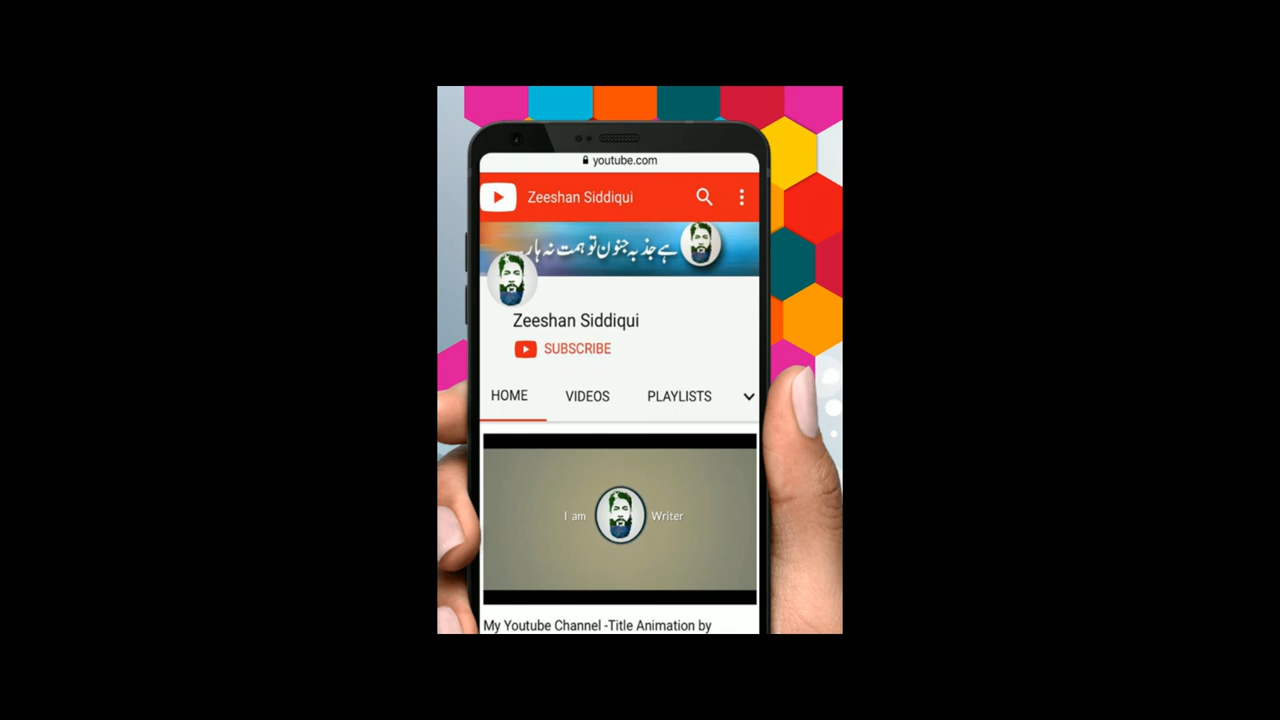 youtube.com
Zeeshan Siddiqui
ہے جذبہ جنون تو ہمت نہ ہار
Zeeshan Siddiqui
SUBSCRIBE
HOME VIDEOS PLAYLISTS
I am Writer
My Youtube Channel -Title Animation by